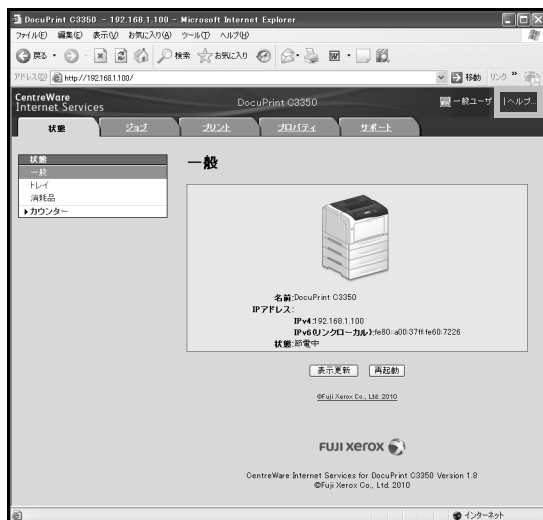 DocuPrint C3350 - 192.168.1.100 - Microsoft Internet Explorer
ファイル(F) 編集(E) 表示(V) お気に入り(A) ツール(T) ヘルプ(H)
戻る 検索 お気に入り
アドレス(D) http://192.168.1.100/ 移動 リンク »
CentreWare
Internet Services DocuPrint C3350 一般ユーザ ヘルプ...
状態 ジョブ プリント プロパティ サポート
状態
一般
トレイ
消耗品
カウンター
一般
名前:DocuPrint C3350
IPアドレス:
IPv4:192.168.1.100
IPv6(リンクローカル):fe80::a00:37ff:fe60:7226
状態:節電中
表示更新 再起動
©Fuji Xerox Co., Ltd. 2010
FUJI XEROX
CentreWare Internet Services for DocuPrint C3350 Version 1.8
©Fuji Xerox Co., Ltd. 2010
インターネット